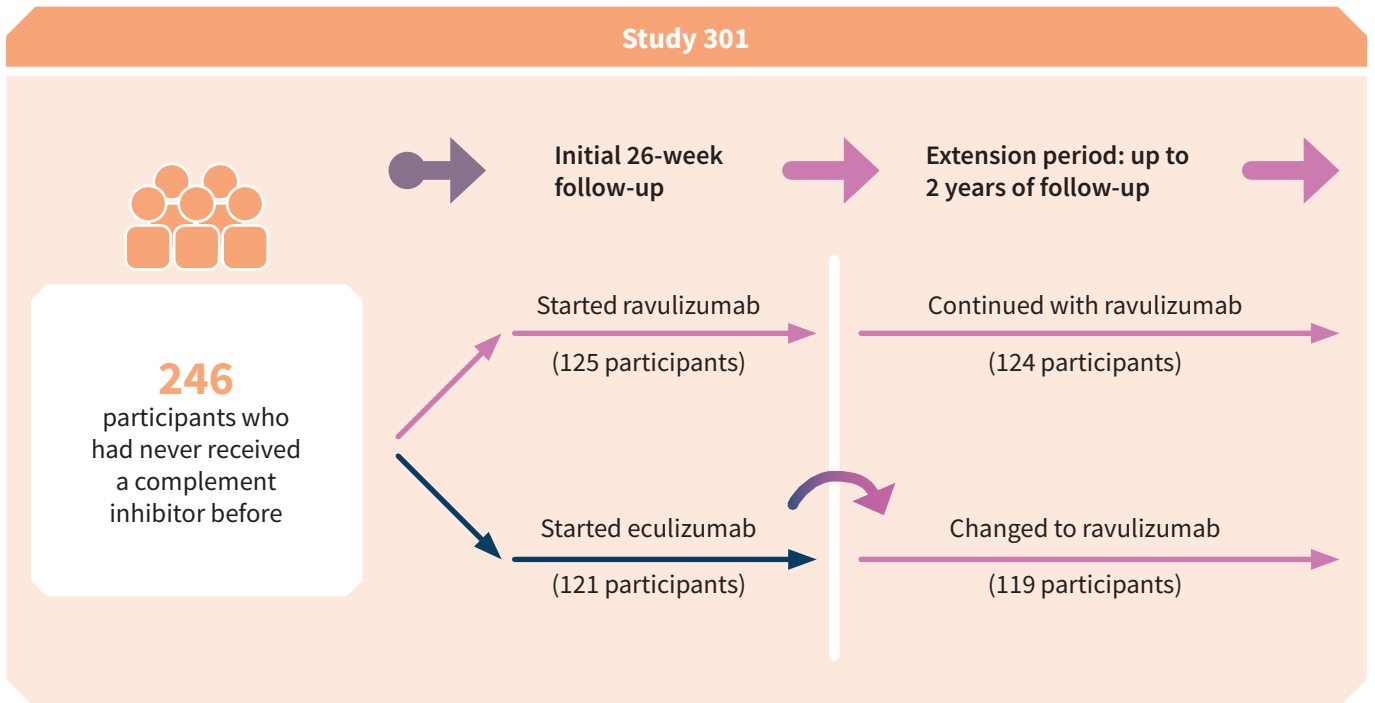 Study 301
Initial 26-week
follow-up
Extension period: up to
2 years of follow-up
246
participants who
had never received
a complement
inhibitor before
Started ravulizumab
(125 participants)
Continued with ravulizumab
(124 participants)
Started eculizumab
(121 participants)
Changed to ravulizumab
(119 participants)